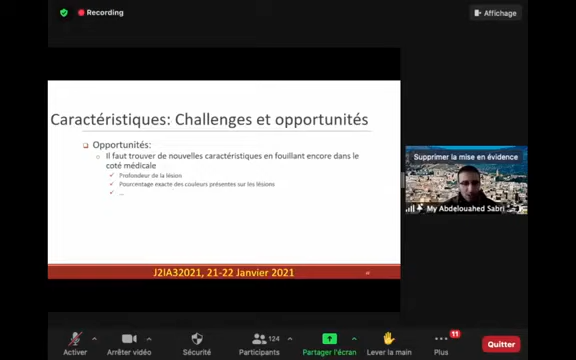 Recording
Affichage
Caractéristiques: Challenges et opportunités
Opportunités:
Il faut trouver de nouvelles caractéristiques en fouillant encore dans le
coté médicale
Profondeur de la lésion
Pourcentage exacte des couleurs présentes sur les lésions
...
Supprimer la mise en évidence
My Abdelouahed Sabri
J2IA32021, 21-22 Janvier 2021
124
11
Activer
Arrêter vidéo
Sécurité
Participants
Partager l'écran
Lever la main
Plus
Quitter